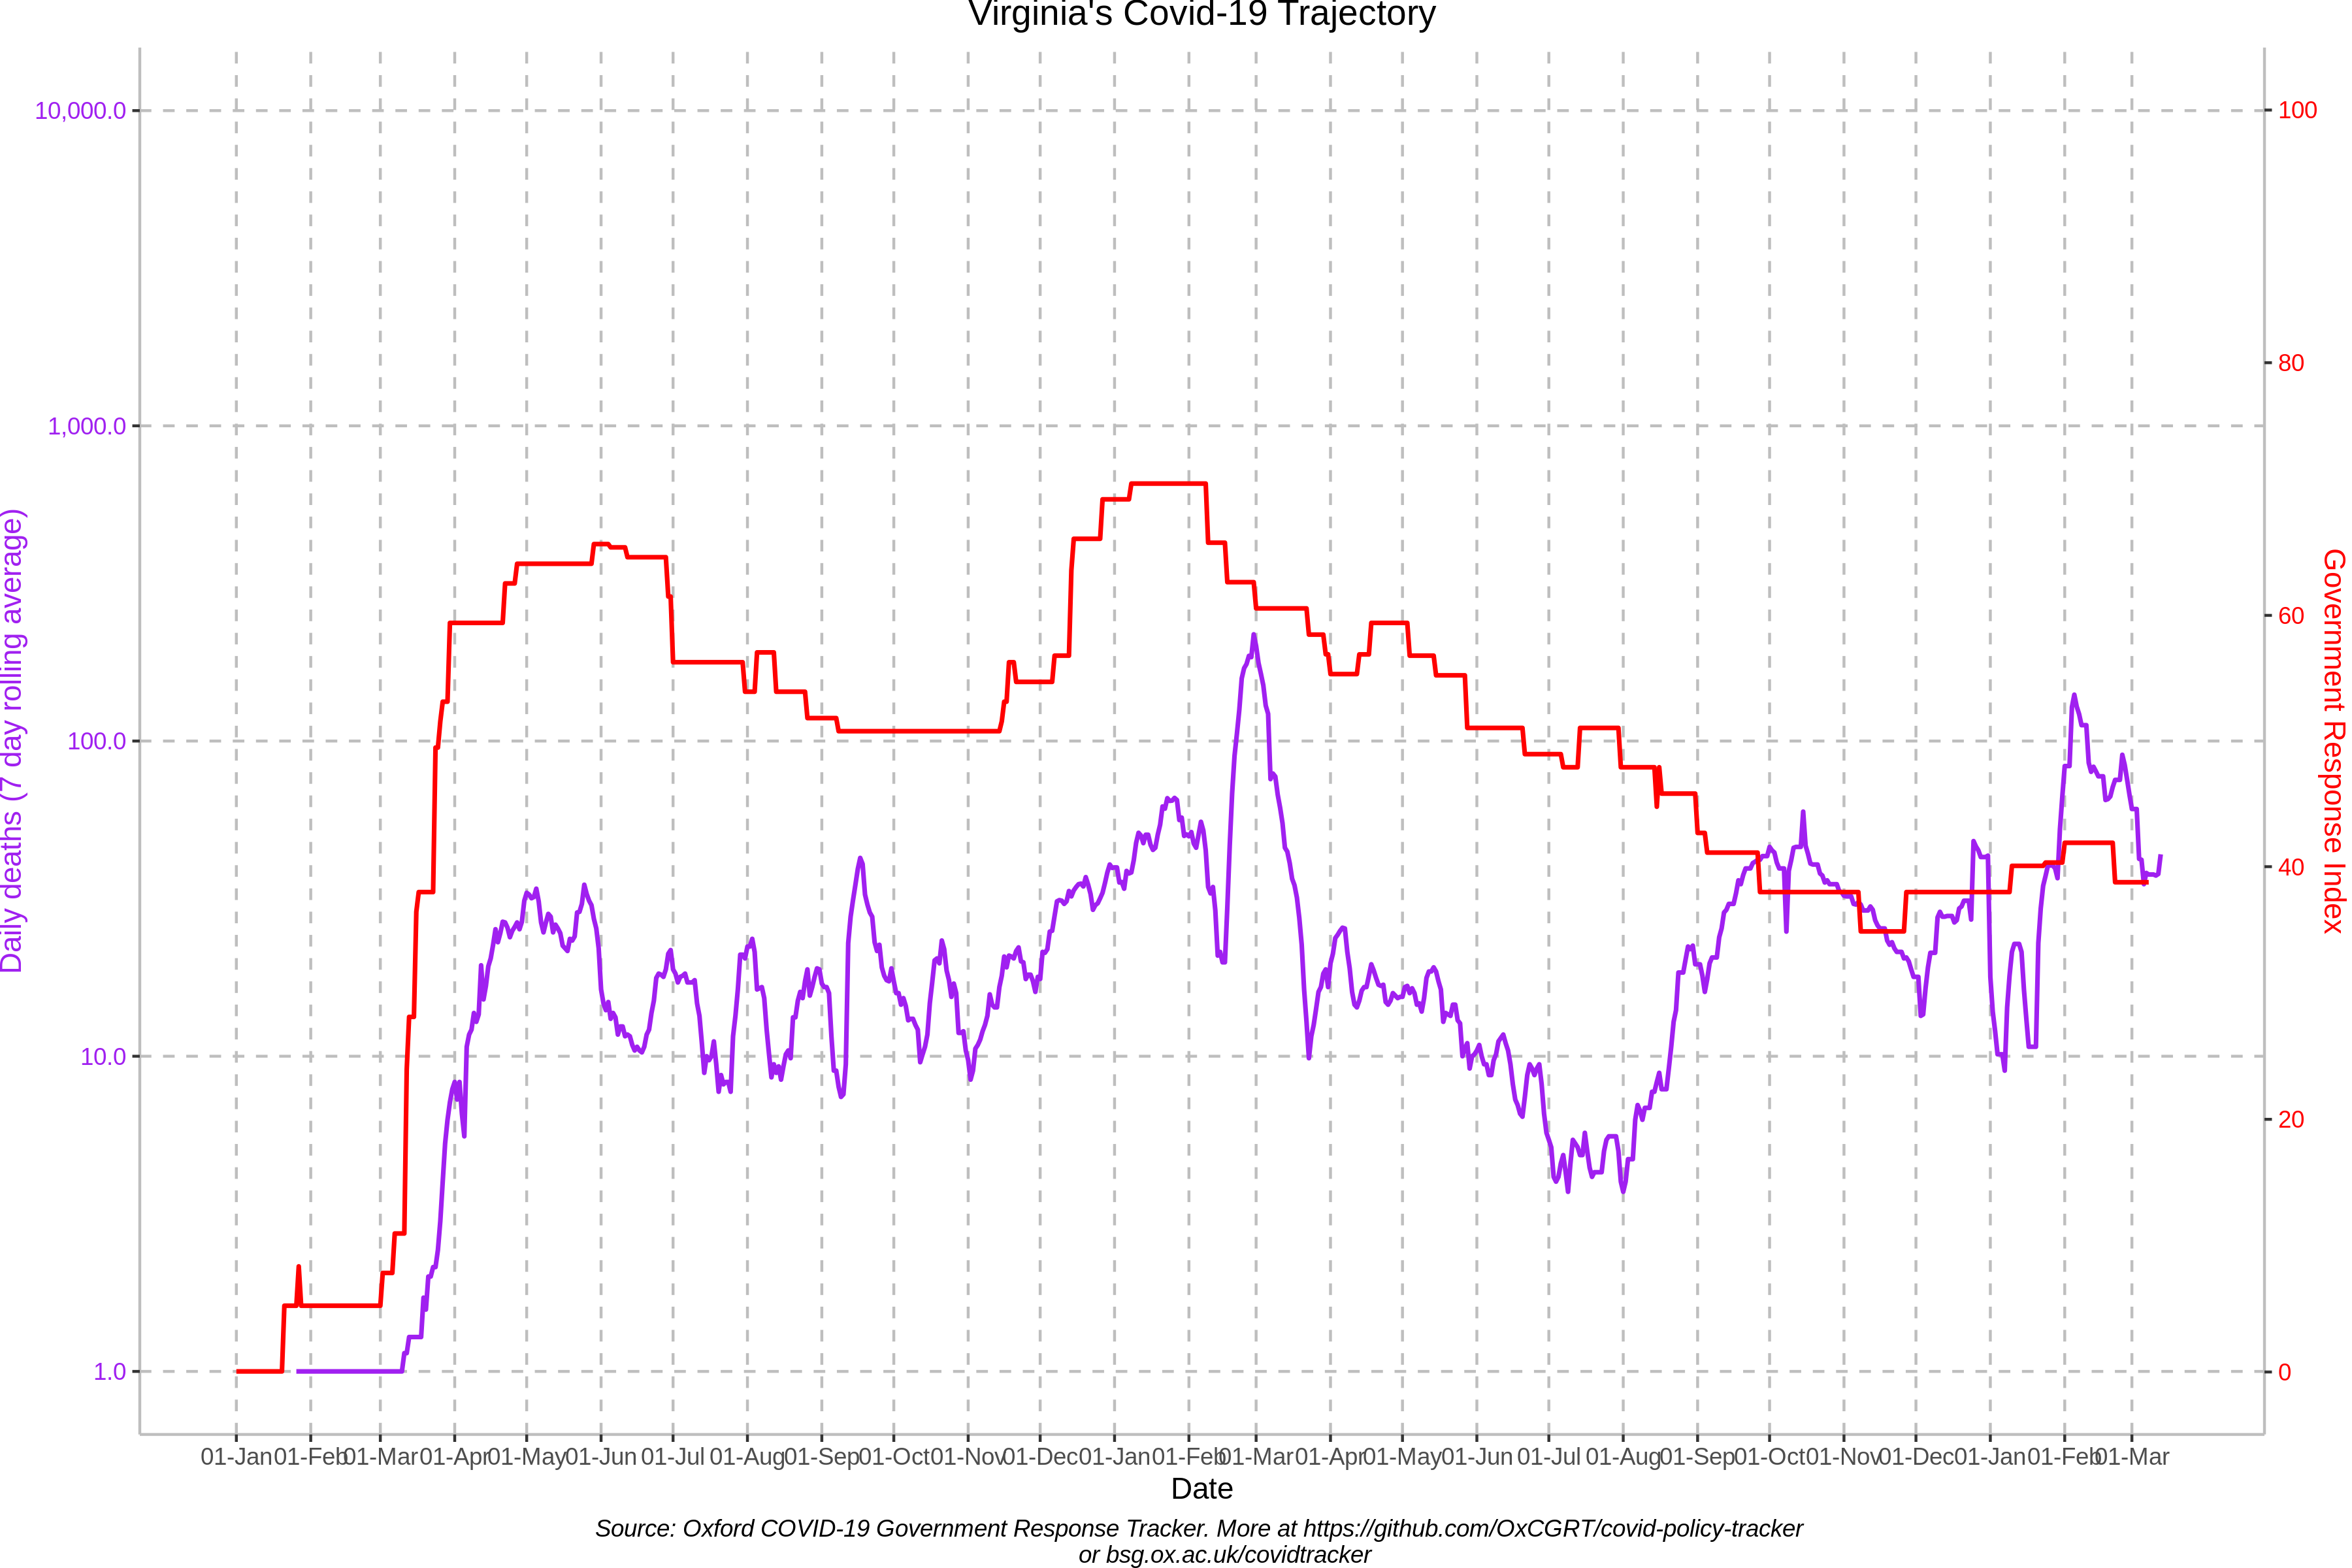 Virginia's Covid-19 Trajectory
10,000.0
1,000.0
100.0
10.0
1.0
Daily deaths (7 day rolling average)
100
80
60
40
20
0
Government Response Index
01-Jan 01-Feb 01-Mar 01-Apr 01-May 01-Jun 01-Jul 01-Aug 01-Sep 01-Oct 01-Nov 01-Dec 01-Jan 01-Feb 01-Mar 01-Apr 01-May 01-Jun 01-Jul 01-Aug 01-Sep 01-Oct 01-Nov 01-Dec 01-Jan 01-Feb 01-Mar
Date
Source: Oxford COVID-19 Government Response Tracker. More at https://github.com/OxCGRT/covid-policy-tracker
or bsg.ox.ac.uk/covidtracker